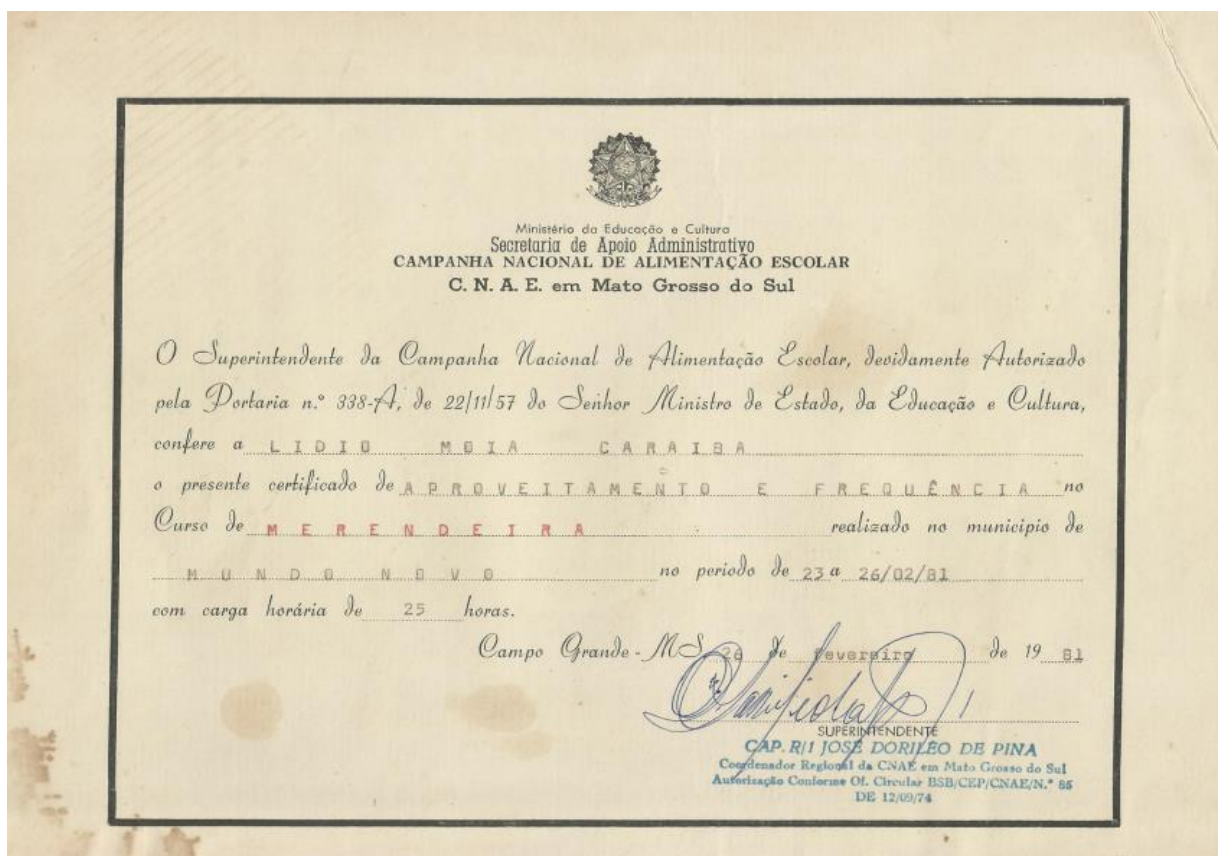 Ministério da Educação e Cultura
Secretaria de Apoio Administrativo
CAMPANHA NACIONAL DE ALIMENTAÇÃO ESCOLAR
C. N. A. E. em Mato Grosso do Sul
O Superintendente da Campanha Nacional de Alimentação Escolar, devidamente Autorizado
pela Portaria n.º 338-A, de 22/11/57 do Senhor Ministro de Estado, da Educação e Cultura,
confere a LIDIO MOIA CARAIBA
o presente certificado de APROVEITAMENTO E FREQUÊNCIA no
Curso de MERENDEIRA realizado no município de
MUNDO NOVO no período de 23 a 26/02/81
com carga horária de 25 horas.
Campo Grande - MS 26 de fevereiro de 19 81
SUPERINTENDENTE
CAP. R/1 JOSÉ DORILÊO DE PINA
Coordenador Regional da CNAE em Mato Grosso do Sul
Autorização Conforme Of. Circular BSB/CEP/CNAE/N.º 85
DE 12/09/74